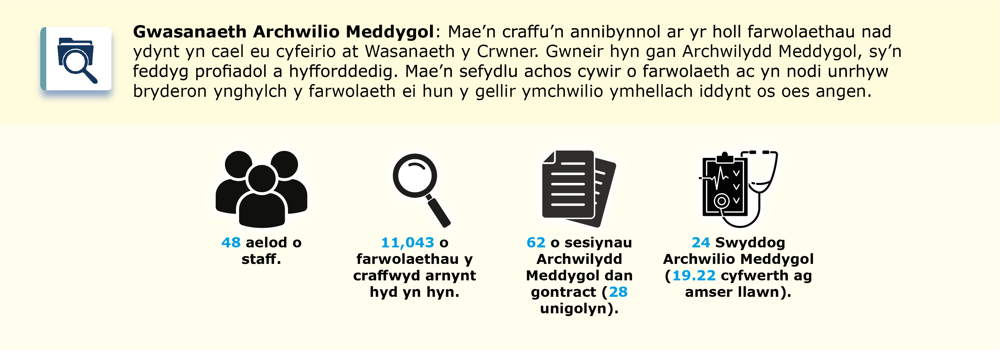 Gwasanaeth Archwilio Meddygol: Mae’n craffu’n annibynnol ar yr holl farwolaethau nad
ydynt yn cael eu cyfeirio at Wasanaeth y Crwner. Gwneir hyn gan Archwilydd Meddygol, sy’n
feddyg profiadol a hyfforddedig. Mae’n sefydlu achos cywir o farwolaeth ac yn nodi unrhyw
bryderon ynghylch y farwolaeth ei hun y gellir ymchwilio ymhellach iddynt os oes angen.
48 aelod o
staff.
11,043 o
farwolaethau y
craffwyd arnynt
hyd yn hyn.
62 o sesiynau
Archwilydd
Meddygol dan
gontract (28
unigolyn).
24 Swyddog
Archwilio Meddygol
(19.22 cyfwerth ag
amser llawn).